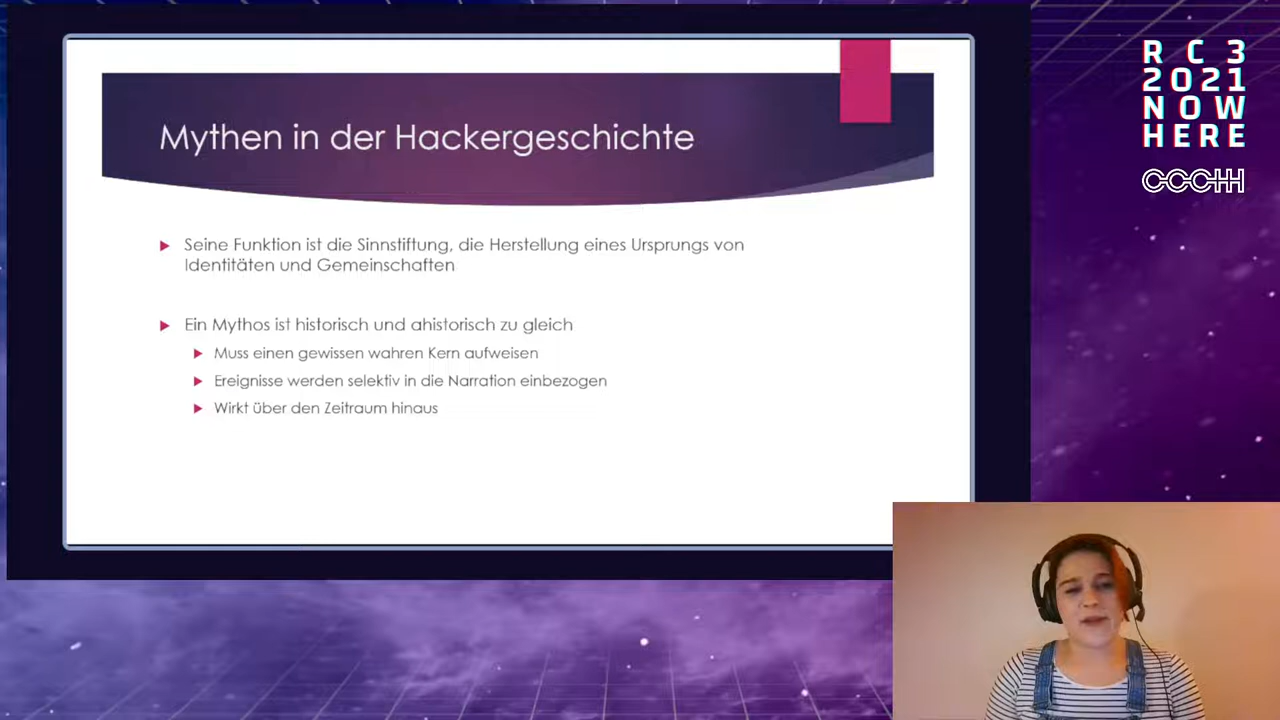 Mythen in der Hackergeschichte
Seine Funktion ist die Sinnstiftung, die Herstellung eines Ursprungs von
Identitäten und Gemeinschaften
Ein Mythos ist historisch und ahistorisch zu gleich
Muss einen gewissen wahren Kern aufweisen
Ereignisse werden selektiv in die Narration einbezogen
Wirkt über den Zeitraum hinaus
RC3
2021
NOW
HERE
CCCHH